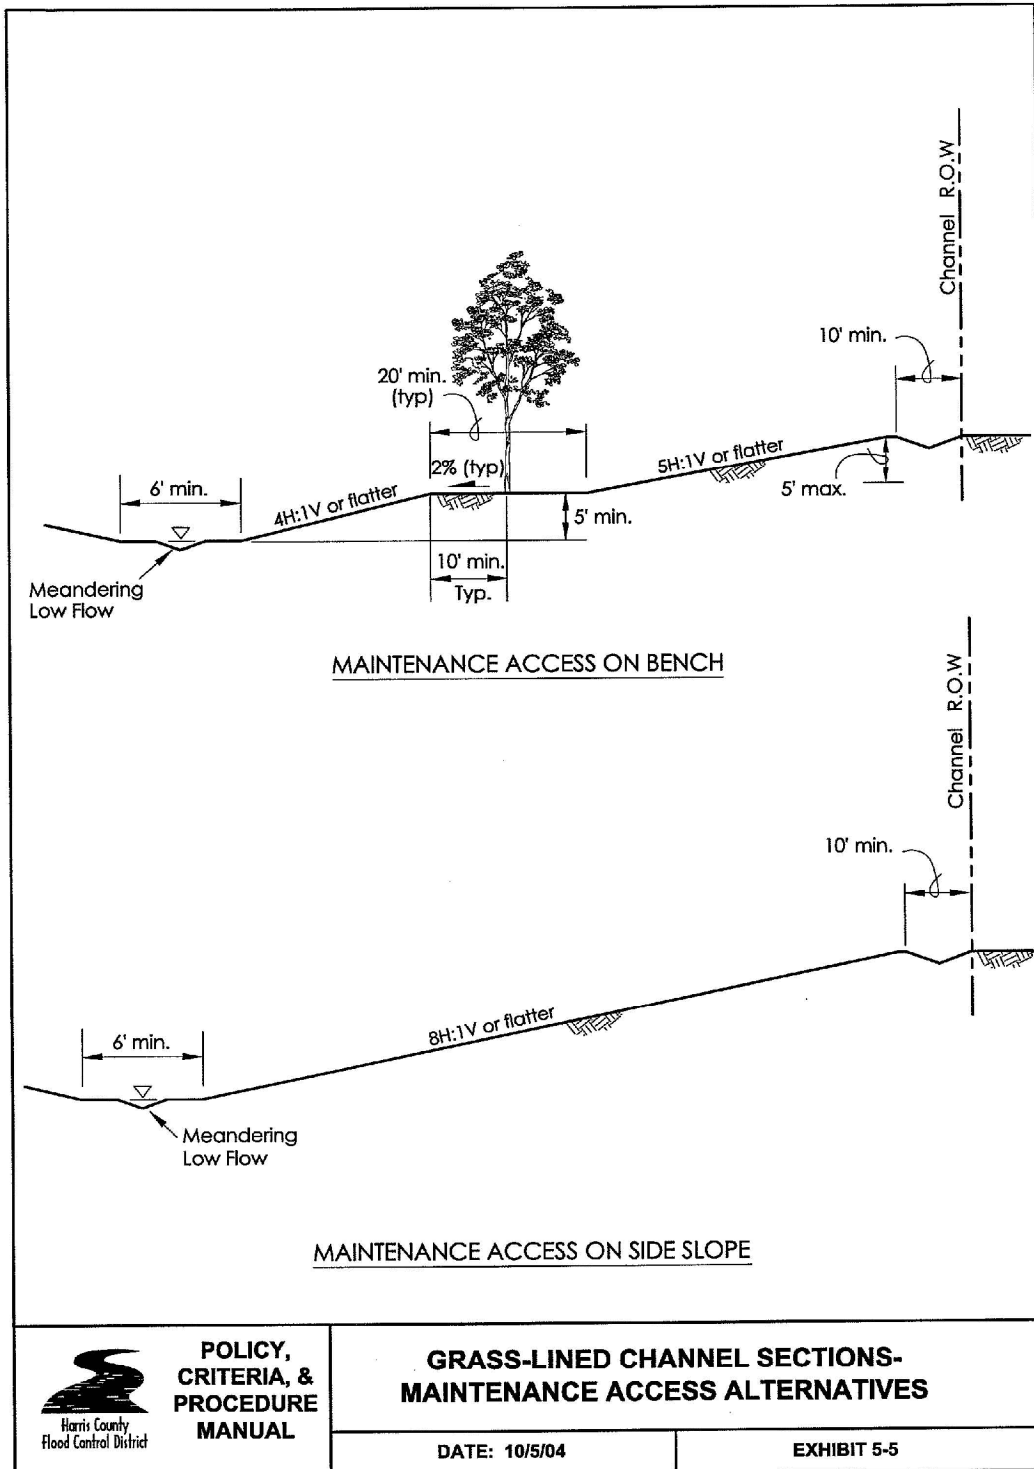 Channel R.O.W
10' min.
20' min.
(typ)
2% (typ)
5H:1V or flatter
5' max.
6' min.
4H:1V or flatter
5' min.
10' min.
Typ.
Meandering
Low Flow
MAINTENANCE ACCESS ON BENCH
Channel R.O.W
10' min.
8H:1V or flatter
6' min.
Meandering
Low Flow
MAINTENANCE ACCESS ON SIDE SLOPE
Harris County
Flood Control District
POLICY,
CRITERIA, &
PROCEDURE
MANUAL
GRASS-LINED CHANNEL SECTIONS-
MAINTENANCE ACCESS ALTERNATIVES
DATE: 10/5/04
EXHIBIT 5-5